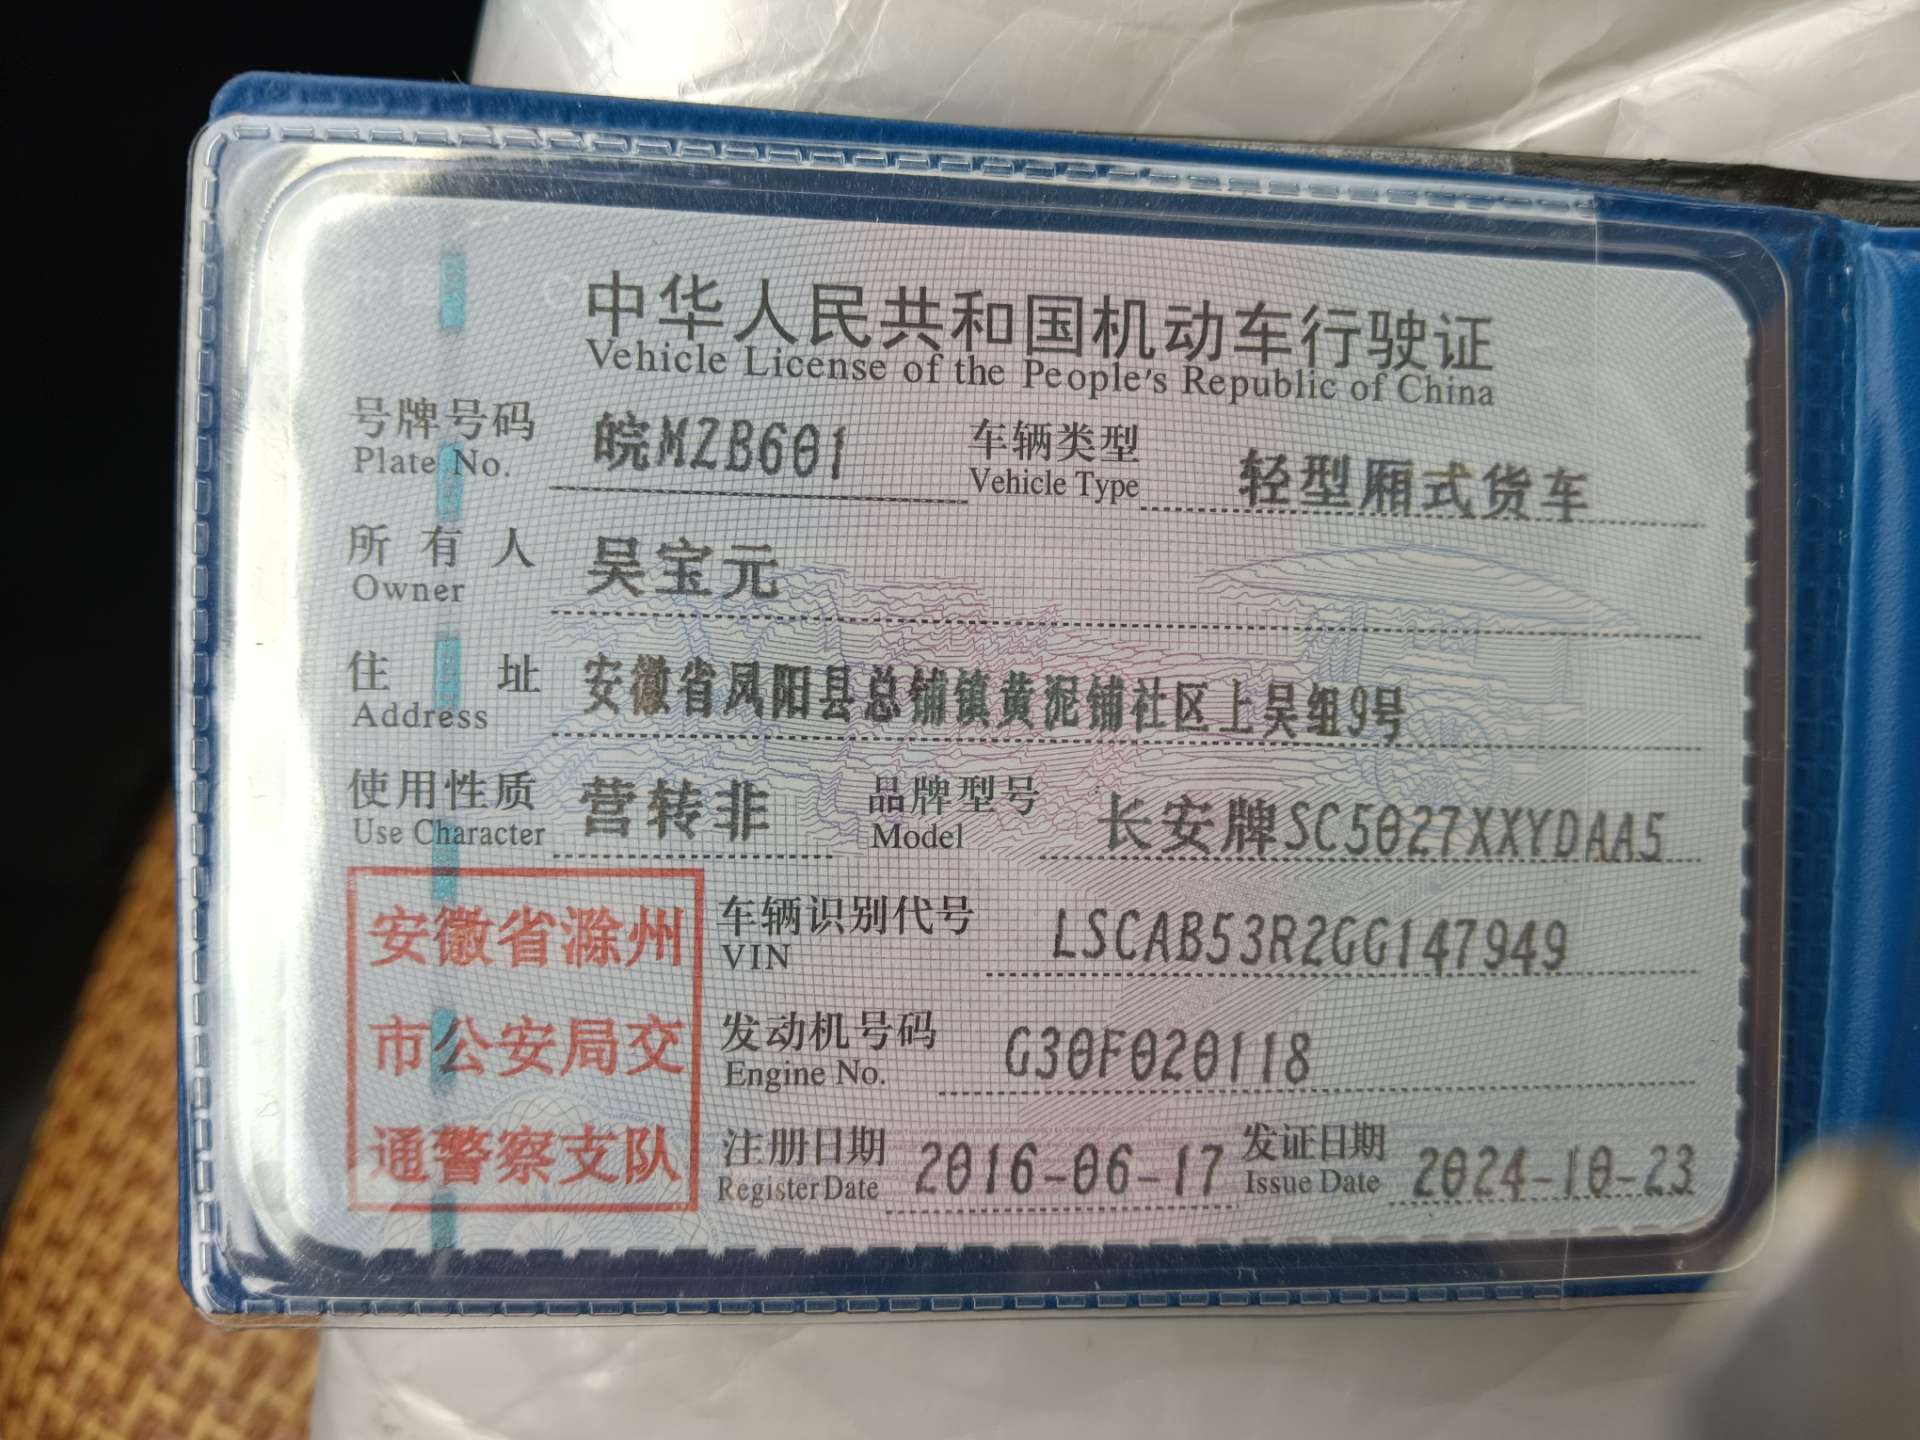 中华人民共和国机动车行驶证
Vehicle License of the People's Republic of China
号牌号码 皖MZB601 车辆类型 轻型厢式货车
Plate No. Vehicle Type
所有人 吴宝元
Owner
住址 安徽省凤阳县总铺镇黄泥铺社区上吴组9号
Address
使用性质 营转非 品牌型号 长安牌SC5027XXYDAA5
Use Character Model
安徽省滁州
市公安局交
通警察支队
车辆识别代号 LSCAB53R2GG147949
VIN
发动机号码 G30F020118
Engine No.
注册日期 2016-06-17 发证日期 2024-10-23
Register Date Issue Date